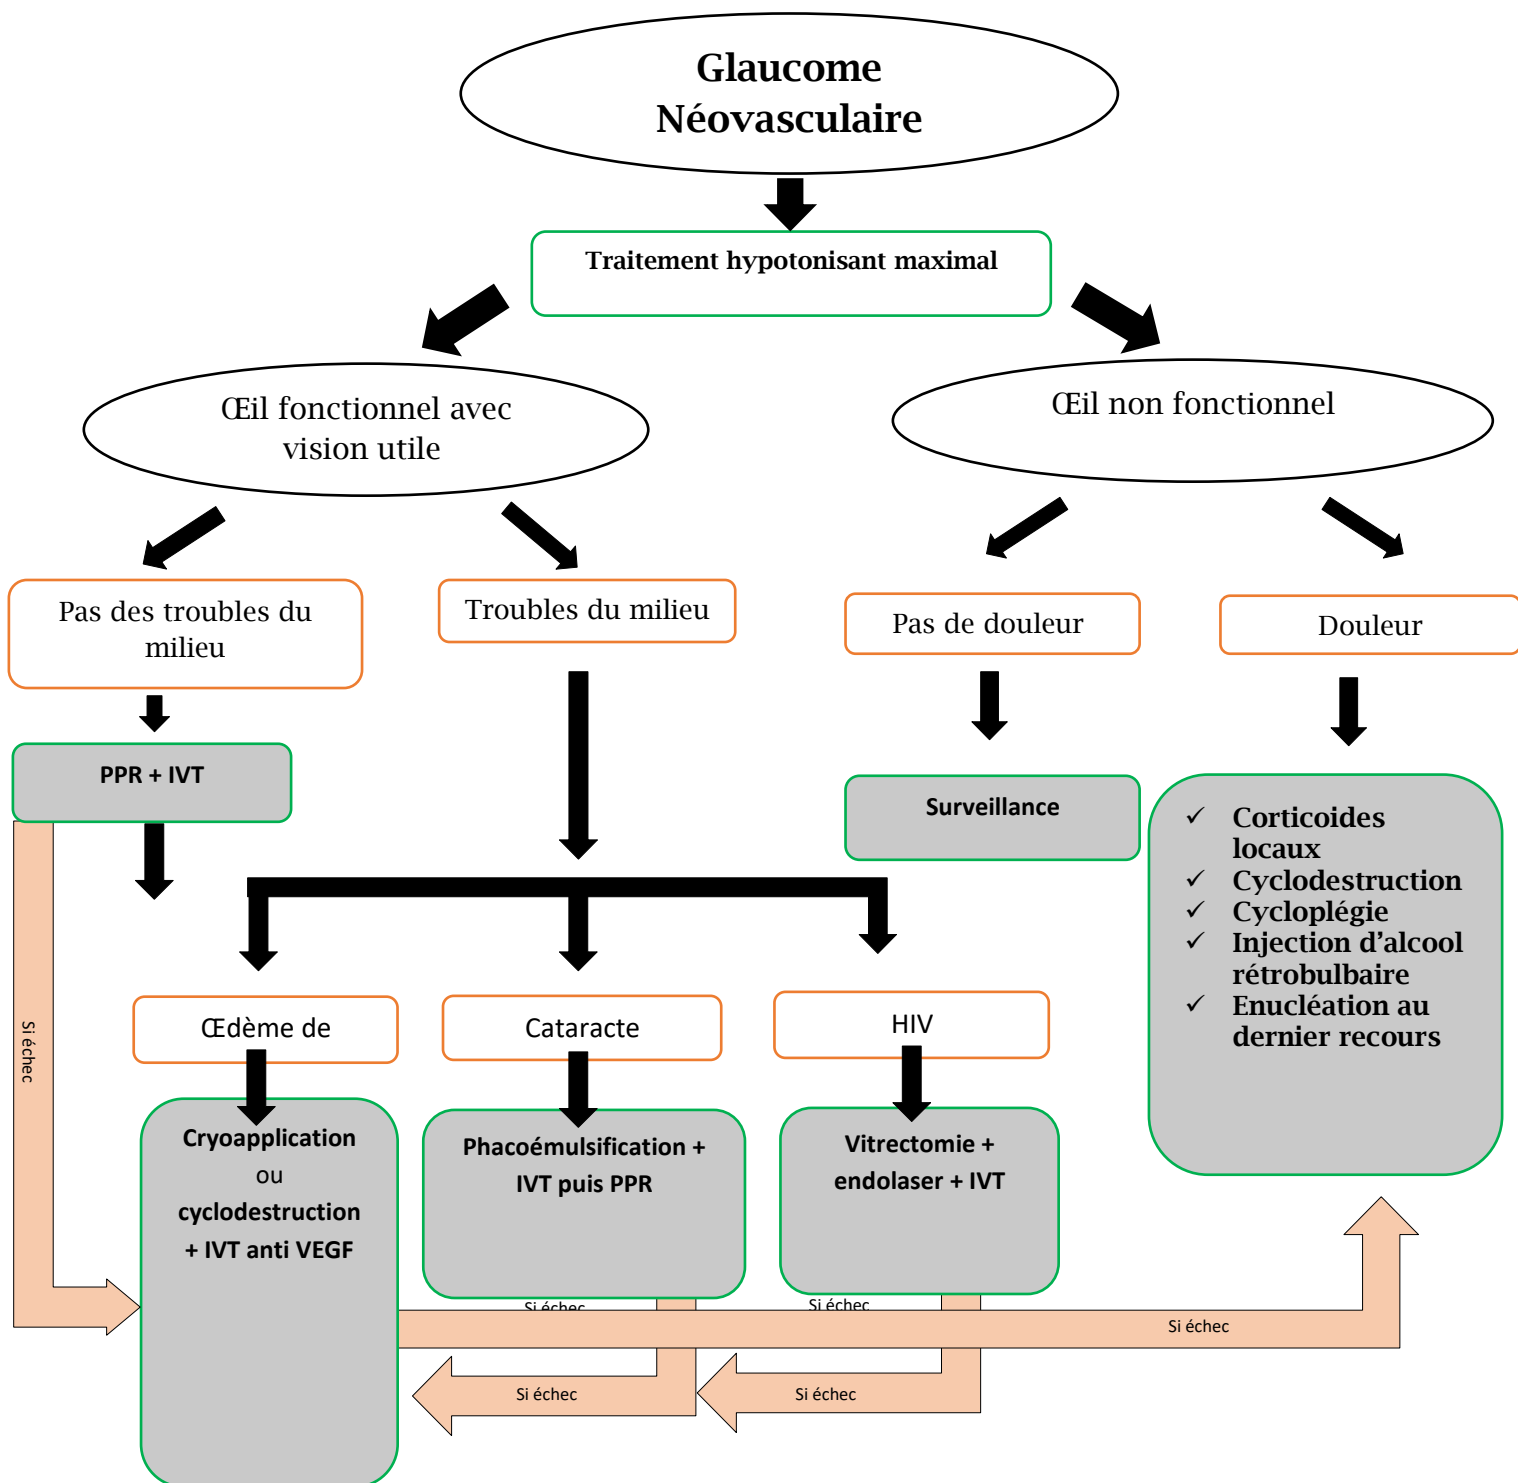 Glaucome
Néovasculaire
Traitement hypotonisant maximal
Œil fonctionnel avec
vision utile
Œil non fonctionnel
Pas des troubles du
milieu
Troubles du milieu
Pas de douleur
Douleur
PPR + IVT
Surveillance
✓ Corticoides
locaux
✓ Cyclodestruction
✓ Cycloplégie
✓ Injection d’alcool
rétrobulbaire
✓ Enucléation au
dernier recours
Si échec
Œdème de
Cataracte
HIV
Cryoapplication
ou
cyclodestruction
+ IVT anti VEGF
Phacoémulsification +
IVT puis PPR
Vitrectomie +
endolaser + IVT
Si échec
Si échec
Si échec
Si échec
Si échec